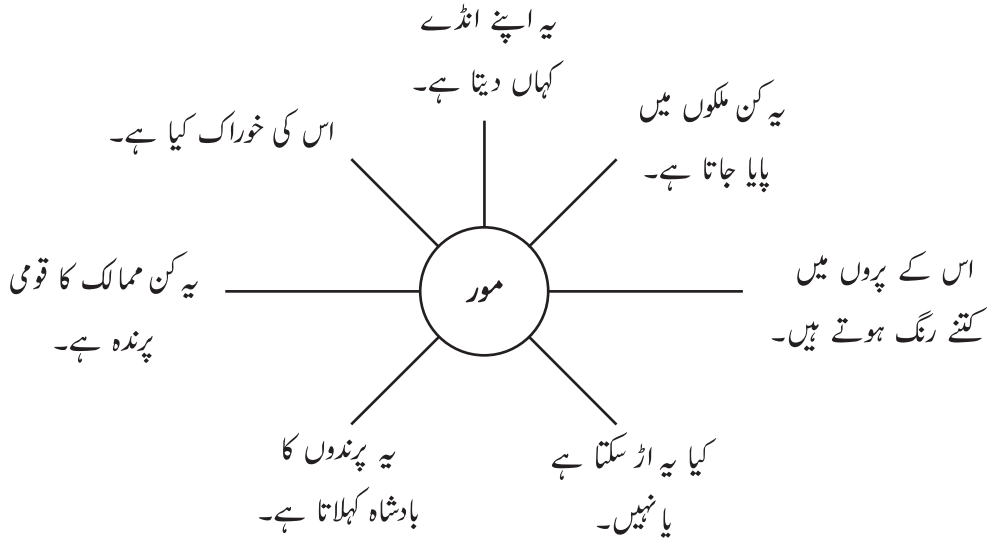 یہ اپنے انڈے
کہاں دیتا ہے۔
یہ کن ملکوں میں
پایا جاتا ہے۔
اس کی خوراک کیا ہے۔
اس کے پروں میں
کتنے رنگ ہوتے ہیں۔
مور
یہ کن ممالک کا قومی
پرندہ ہے۔
کیا یہ اڑ سکتا ہے
یا نہیں۔
یہ پرندوں کا
بادشاہ کہلاتا ہے۔